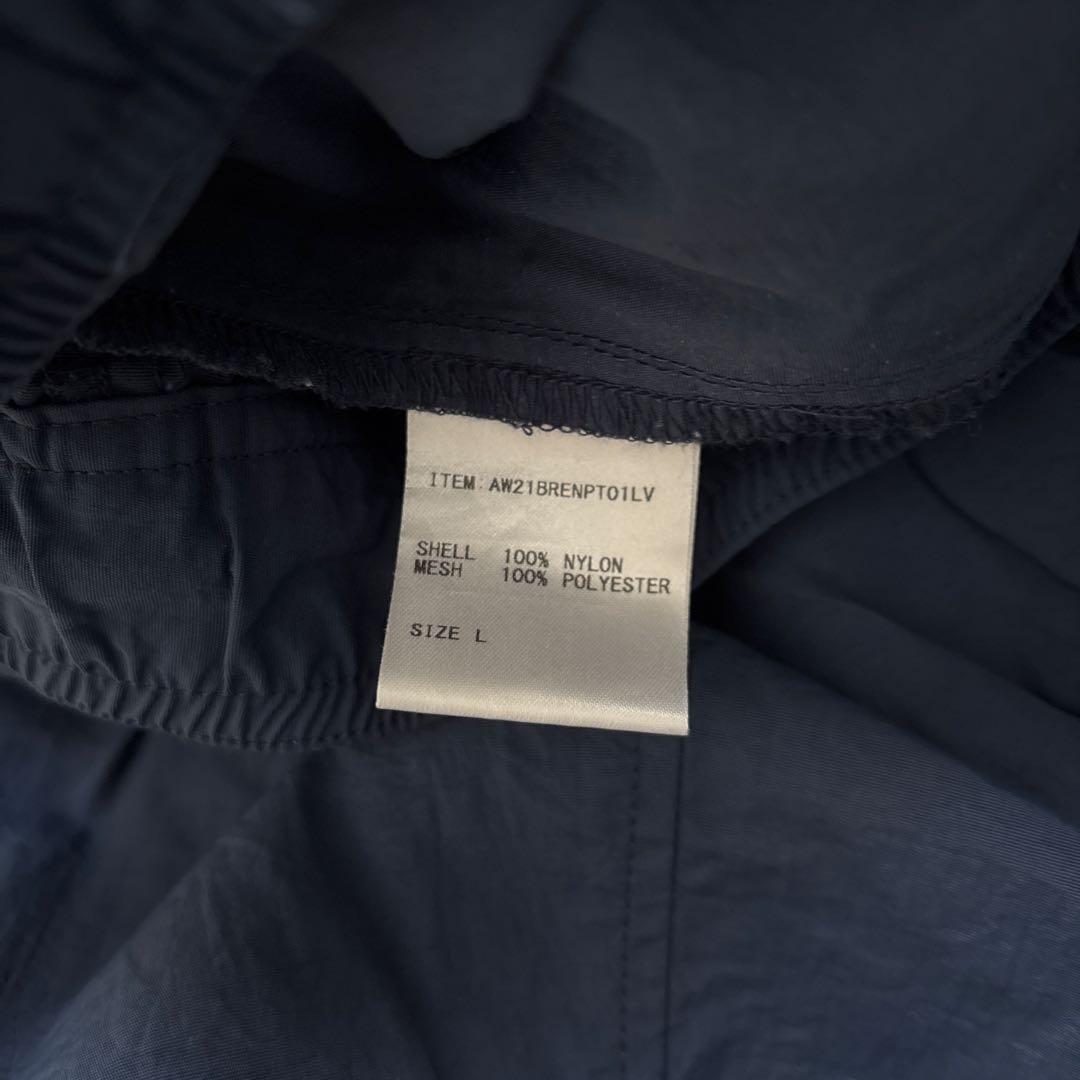 ITEM:AW21BRENPT01LV
SHELL 100% NYLON
MESH 100% POLYESTER
SIZE L